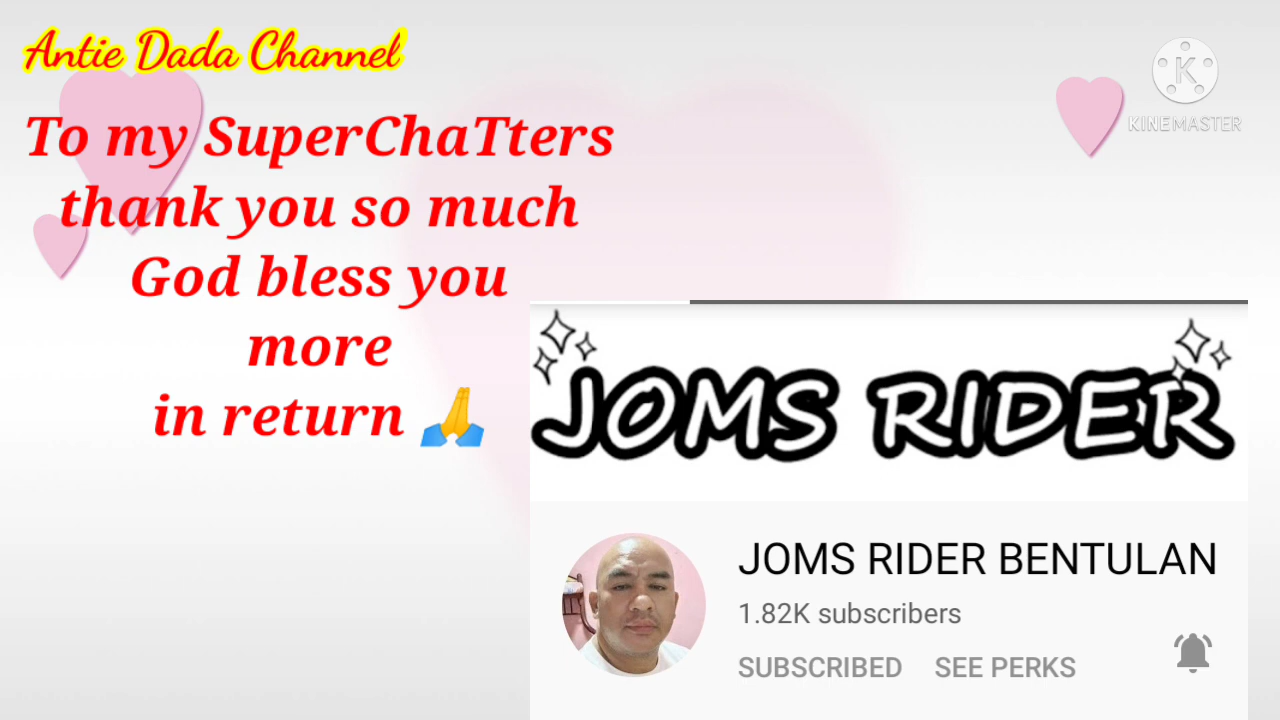 Antie Dada Channel
To my SuperChaTters
thank you so much
God bless you
more
in return 🙏
KINEMASTER
JOMS RIDER
JOMS RIDER BENTULAN
1.82K subscribers
SUBSCRIBED SEE PERKS